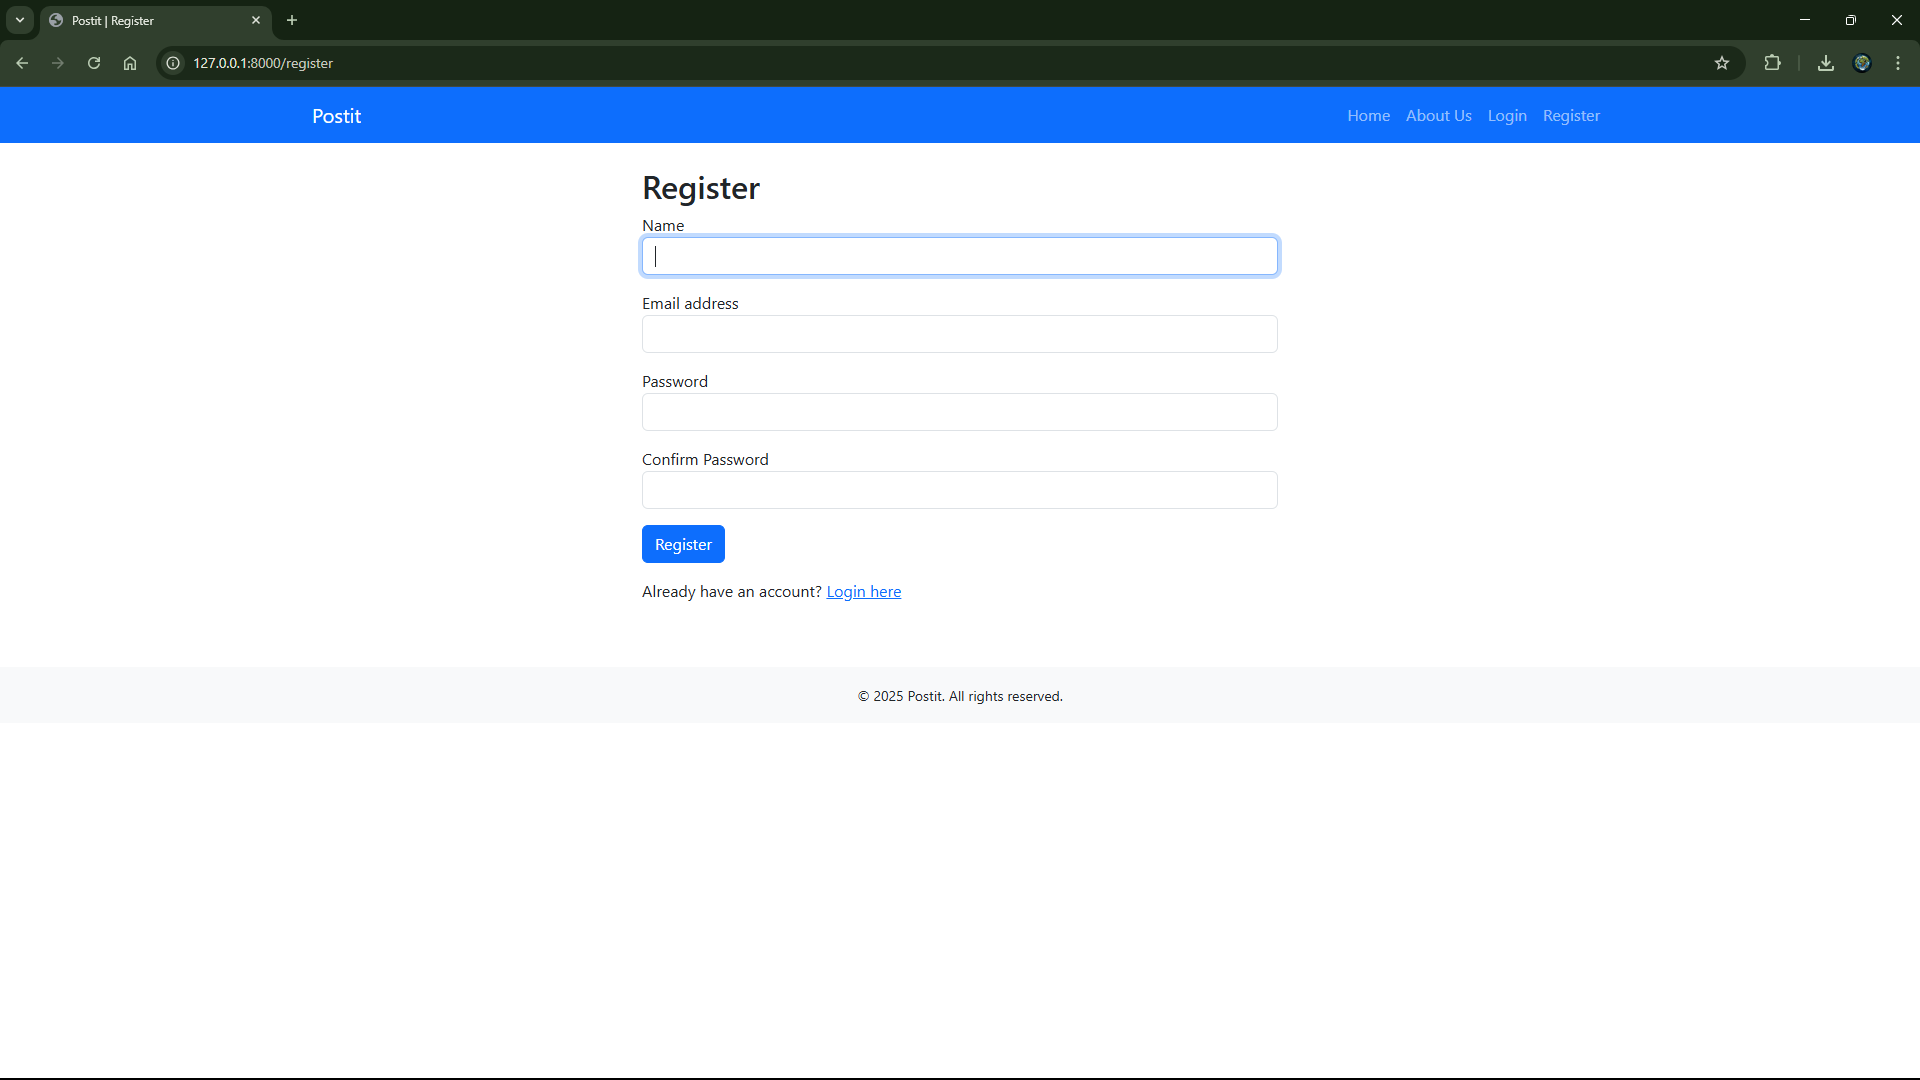 Postit | Register
127.0.0.1:8000/register
Postit
Home About Us Login Register
Register
Name
Email address
Password
Confirm Password
Register
Already have an account? Login here
© 2025 Postit. All rights reserved.